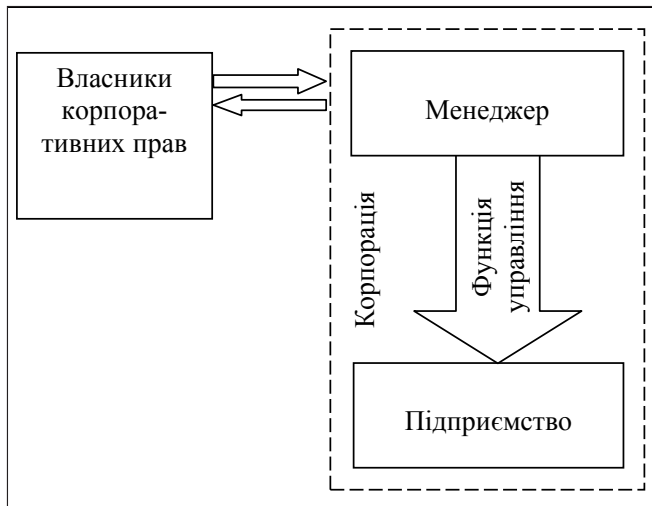 Власники
корпора-
тивних прав
Менеджер
Корпорація
Функція
управління
Підприємство